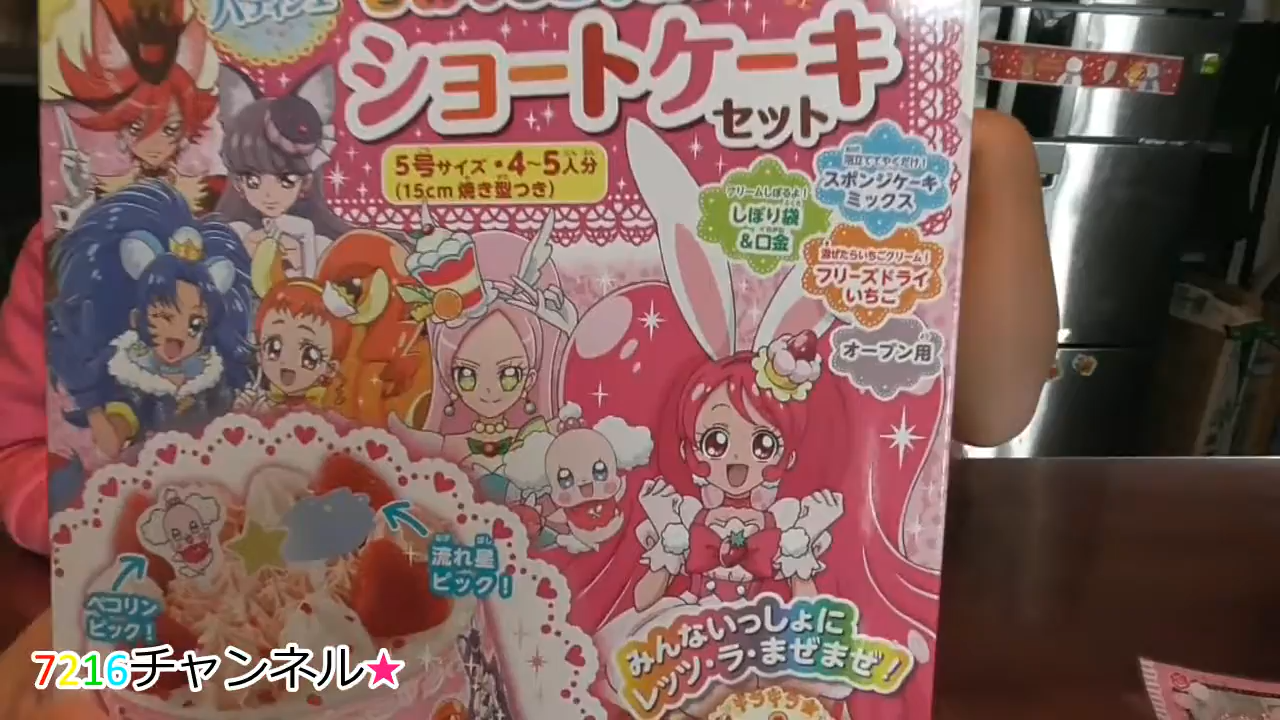 ショートケーキ
セット
5号サイズ・4~5人分
(15cm焼き型つき)
泡立ててやくだけ!
スポンジケーキ
ミックス
クリームしぼるよ!
しぼり袋
&口金
混ぜたらいちごクリーム!
フリーズドライ
いちご
オーブン用
流れ星
ピック!
ペコリン
ピック!
みんないっしょに
レッツ・ラ・まぜまぜ!
7216チャンネル★